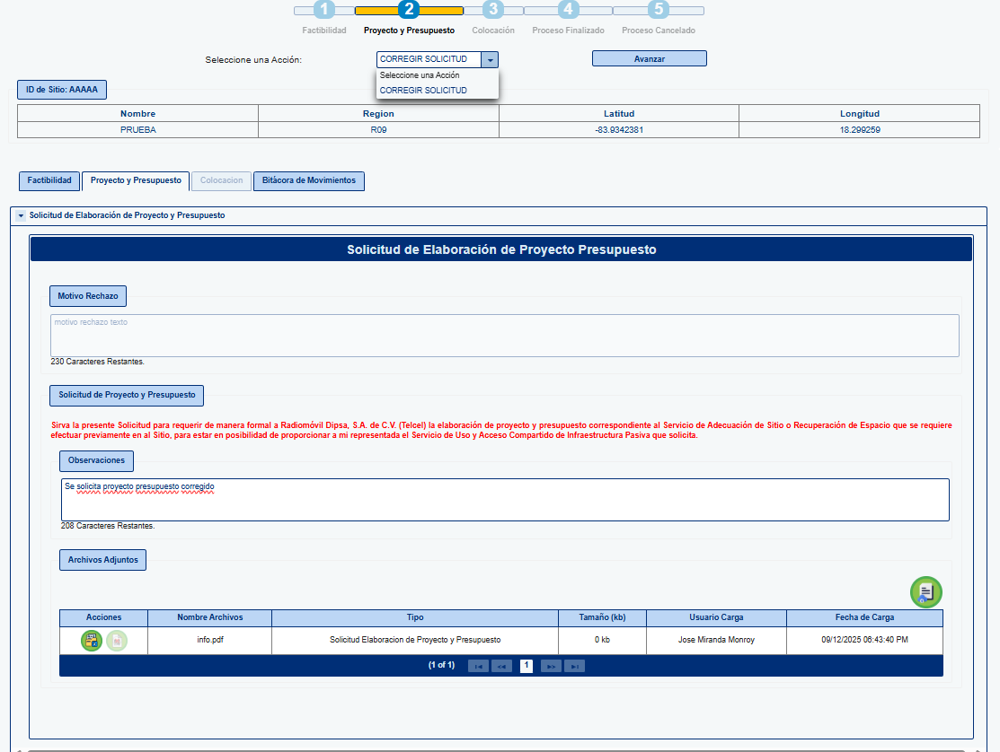 1 2 3 4 5
Factibilidad Proyecto y Presupuesto Colocación Proceso Finalizado Proceso Cancelado
Seleccione una Acción: CORREGIR SOLICITUD Avanzar
Seleccione una Acción
CORREGIR SOLICITUD
ID de Sitio: AAAAA
Nombre Region Latitud Longitud
PRUEBA R09 -83.9342381 18.299259
Factibilidad Proyecto y Presupuesto Colocacion Bitácora de Movimientos
Solicitud de Elaboración de Proyecto y Presupuesto
Solicitud de Elaboración de Proyecto Presupuesto
Motivo Rechazo
motivo rechazo texto
230 Caracteres Restantes.
Solicitud de Proyecto y Presupuesto
Sirva la presente Solicitud para requerir de manera formal a Radiomóvil Dipsa, S.A. de C.V. (Telcel) la elaboración de proyecto y presupuesto correspondiente al Servicio de Adecuación de Sitio o Recuperación de Espacio que se requiere
efectuar previamente en al Sitio, para estar en posibilidad de proporcionar a mi representada el Servicio de Uso y Acceso Compartido de Infraestructura Pasiva que solicita.
Observaciones
Se solicita proyecto presupuesto corregido
208 Caracteres Restantes.
Archivos Adjuntos
Acciones Nombre Archivos Tipo Tamaño (kb) Usuario Carga Fecha de Carga
info.pdf Solicitud Elaboracion de Proyecto y Presupuesto 0 kb Jose Miranda Monroy 09/12/2025 06:43:40 PM
(1 of 1) 1